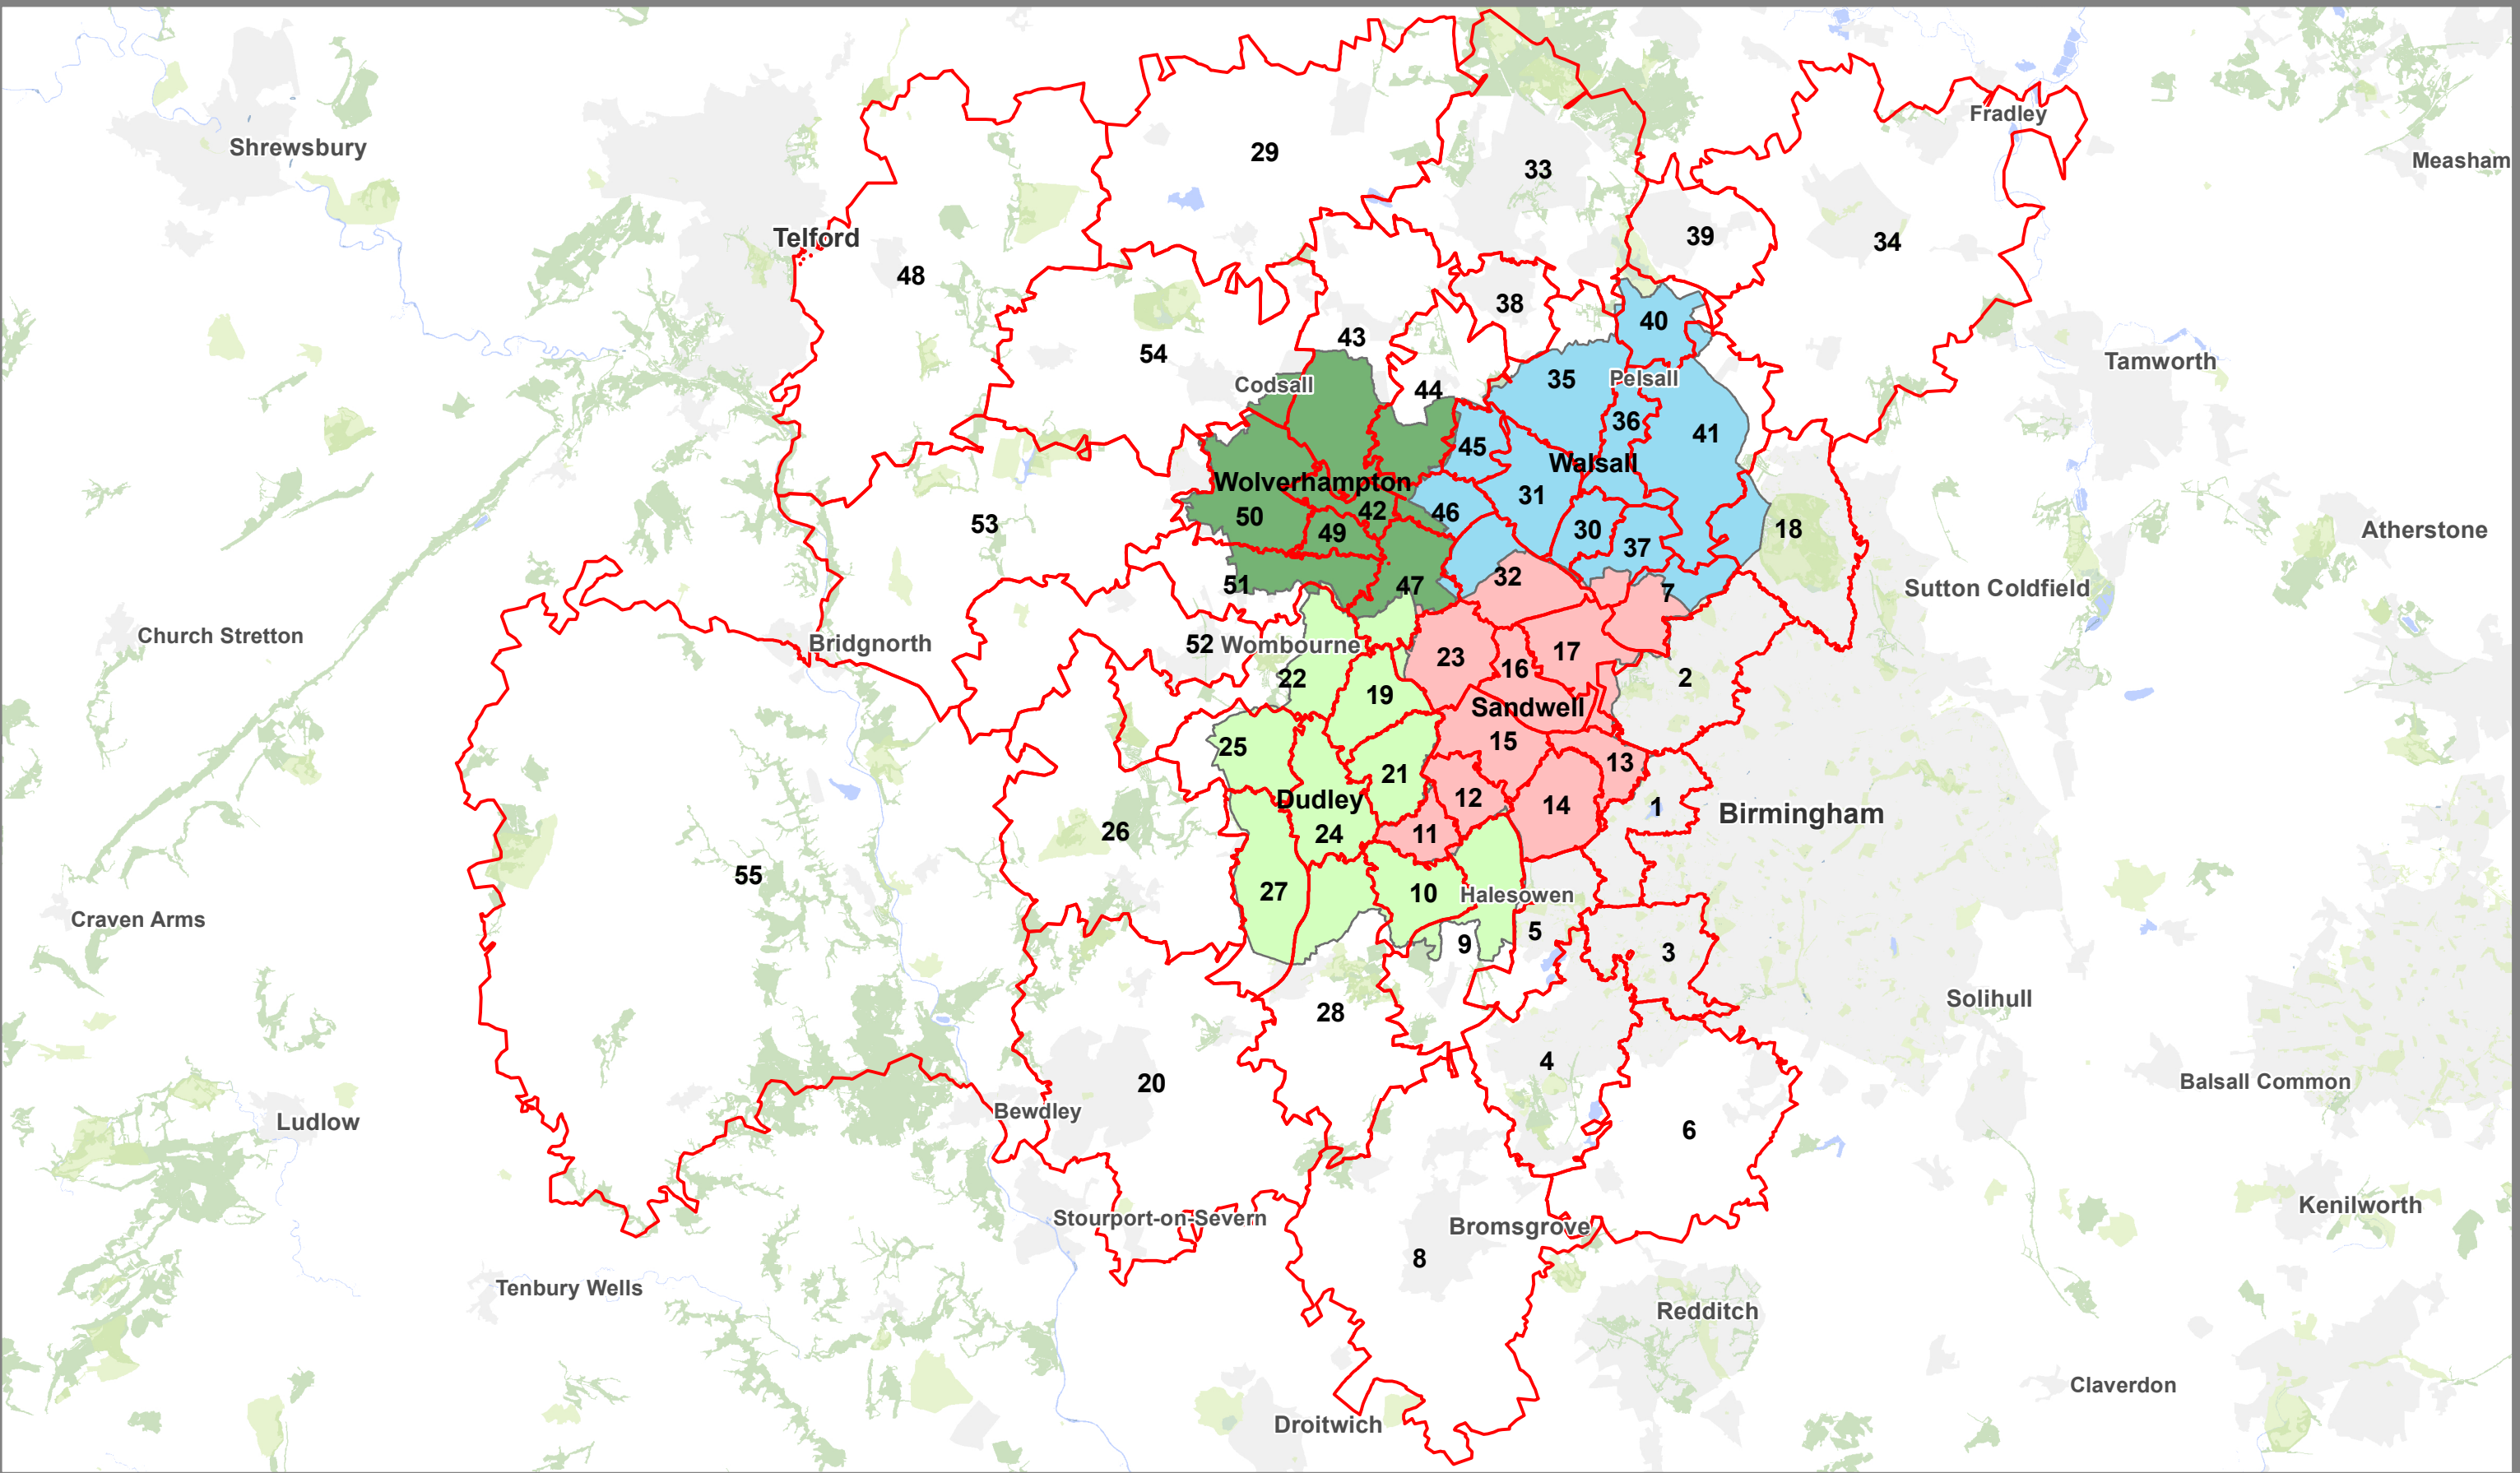 Fradley
Shrewsbury
29
Measham
33
Telford
39
34
48
38
40
43
54
Tamworth
Codsall
44
35
Pelsall
36
41
45
Walsall
Wolverhampton
31
42
46
50
49
53
30
18
Atherstone
37
32
51
47
7
Sutton Coldfield
Church Stretton
Bridgnorth
52
Wombourne
23
17
16
22
2
19
Sandwell
25
15
13
21
Dudley
12
14
1
Birmingham
26
24
11
55
27
10
Halesowen
Craven Arms
5
9
3
Solihull
28
4
20
Balsall Common
Bewdley
Ludlow
6
Kenilworth
Stourport-on-Severn
Bromsgrove
8
Tenbury Wells
Redditch
Claverdon
Droitwich